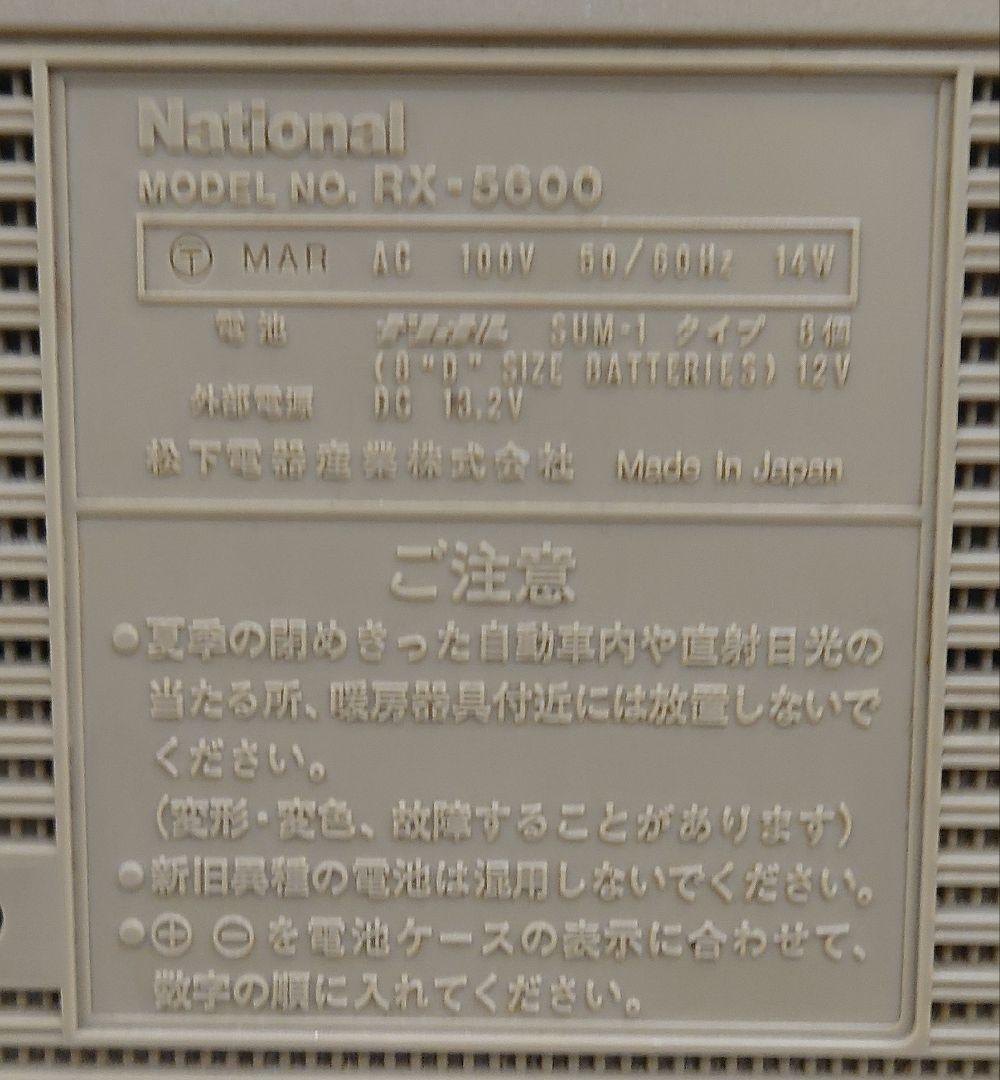 National
MODEL NO. RX-5600
〒 MAR AC 100V 50/60Hz 14W
電池 ナショナル SUM-1 タイプ 8個
(8"D" SIZE BATTERIES) 12V
外部電源 DC 13.2V
松下電器産業株式会社 Made in Japan
ご注意
●夏季の閉めきった自動車内や直射日光の
当たる所、暖房器具付近には放置しないで
ください。
(変形・変色、故障することがあります)
●新旧異種の電池は混用しないでください。
●⊕ ⊖を電池ケースの表示に合わせて、
数字の順に入れてください。